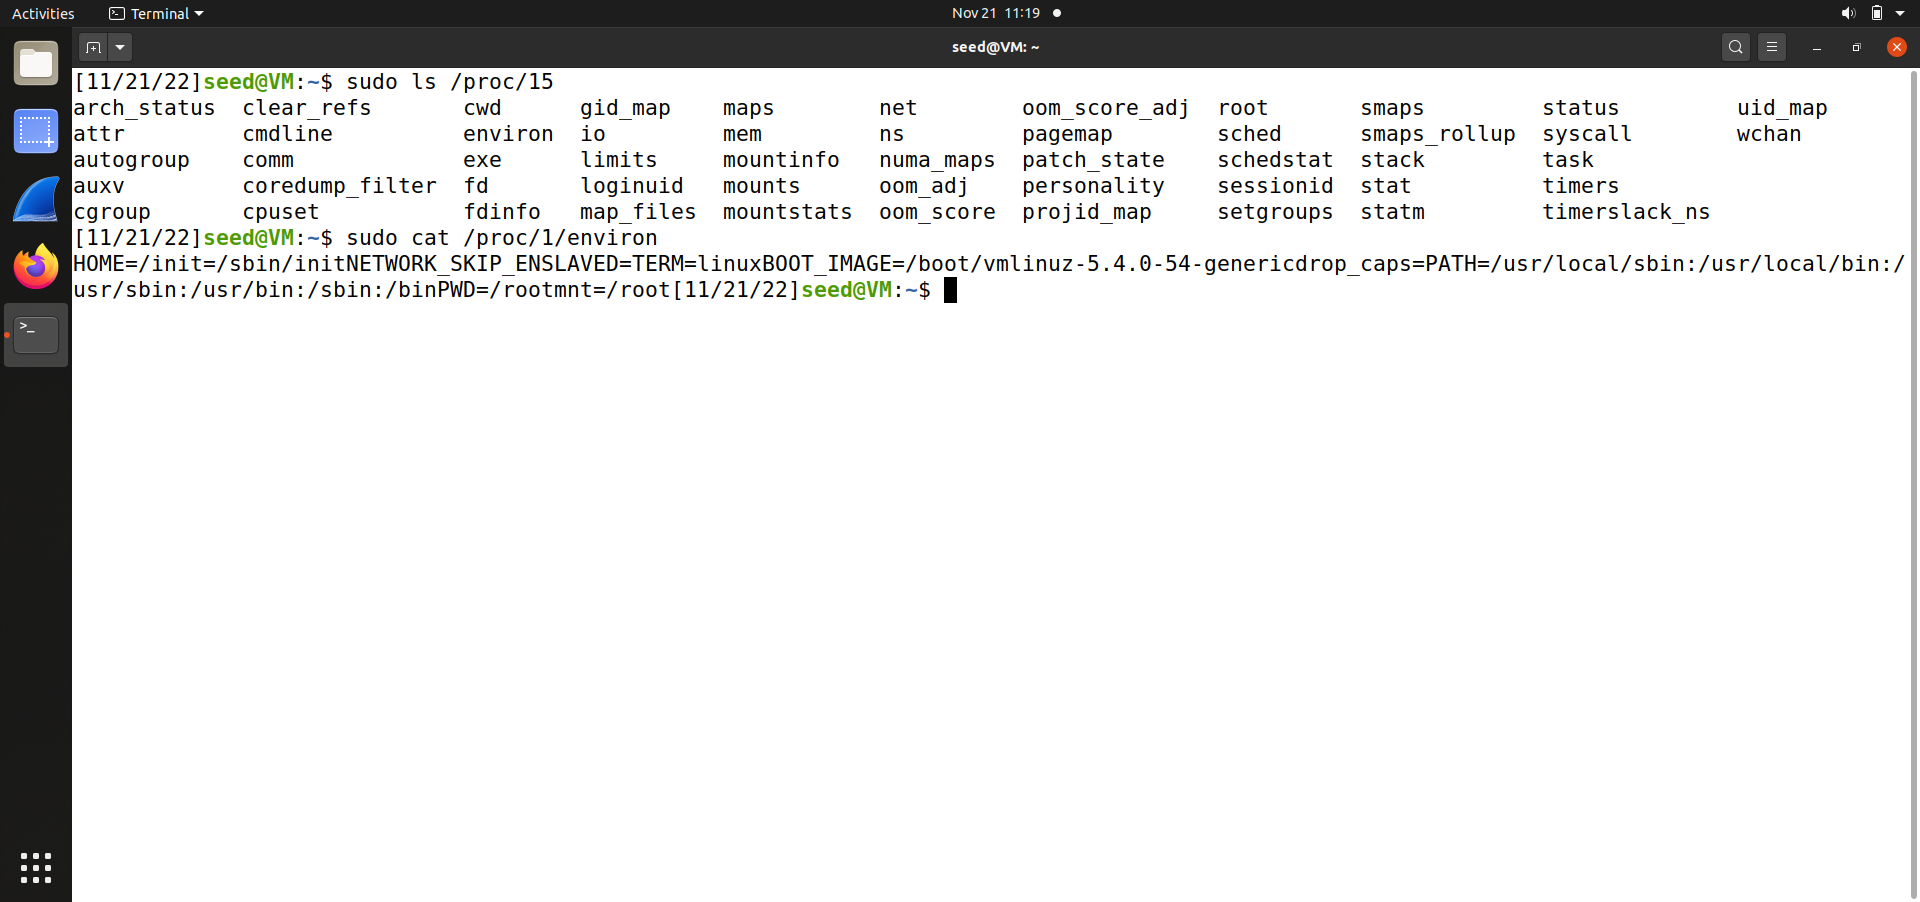 Activities Terminal Nov 21 11:19
seed@VM: ~
[11/21/22]seed@VM:~$ sudo ls /proc/15
arch_status clear_refs cwd gid_map maps net oom_score_adj root smaps status uid_map
attr cmdline environ io mem ns pagemap sched smaps_rollup syscall wchan
autogroup comm exe limits mountinfo numa_maps patch_state schedstat stack task
auxv coredump_filter fd loginuid mounts oom_adj personality sessionid stat timers
cgroup cpuset fdinfo map_files mountstats oom_score projid_map setgroups statm timerslack_ns
[11/21/22]seed@VM:~$ sudo cat /proc/1/environ
HOME=/init=/sbin/initNETWORK_SKIP_ENSLAVED=TERM=linuxBOOT_IMAGE=/boot/vmlinuz-5.4.0-54-genericdrop_caps=PATH=/usr/local/sbin:/usr/local/bin:/
usr/sbin:/usr/bin:/sbin:/binPWD=/rootmnt=/root[11/21/22]seed@VM:~$